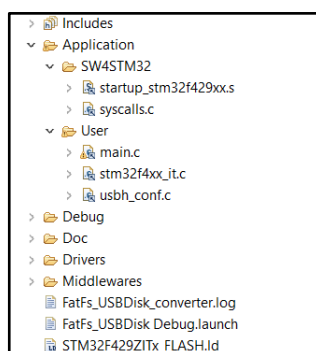 Includes
Application
SW4STM32
startup_stm32f429xx.s
syscalls.c
User
main.c
stm32f4xx_it.c
usbh_conf.c
Debug
Doc
Drivers
Middlewares
FatFs_USBDisk_converter.log
FatFs_USBDisk Debug.launch
STM32F429ZITx_FLASH.ld